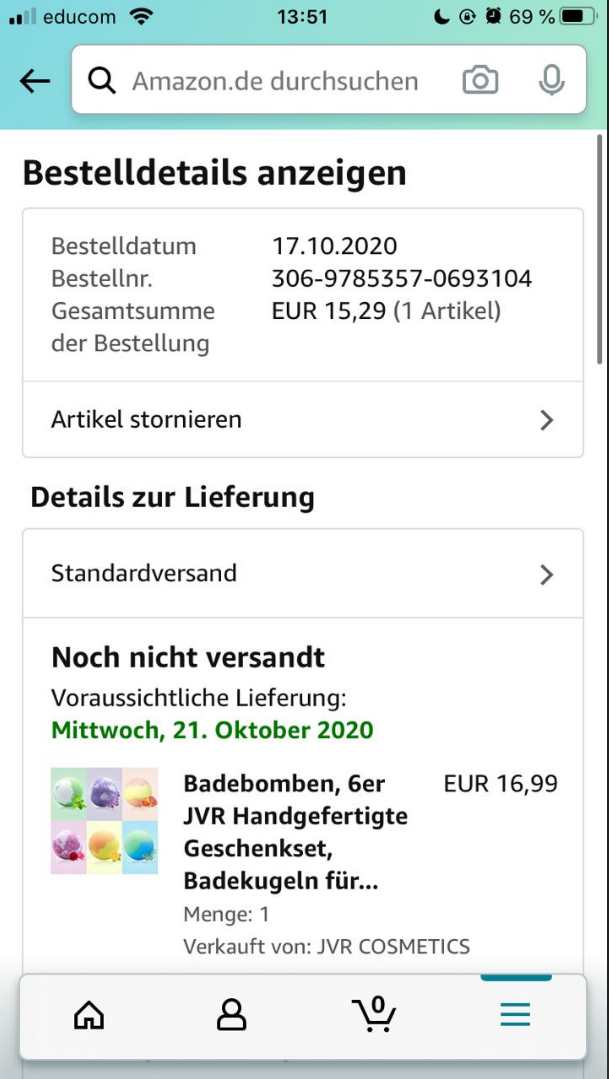 educom 13:51 69 %
Amazon.de durchsuchen
Bestelldetails anzeigen
Bestelldatum 17.10.2020
Bestellnr. 306-9785357-0693104
Gesamtsumme EUR 15,29 (1 Artikel)
der Bestellung
Artikel stornieren
Details zur Lieferung
Standardversand
Noch nicht versandt
Voraussichtliche Lieferung:
Mittwoch, 21. Oktober 2020
Badebomben, 6er EUR 16,99
JVR Handgefertigte
Geschenkset,
Badekugeln für...
Menge: 1
Verkauft von: JVR COSMETICS
0